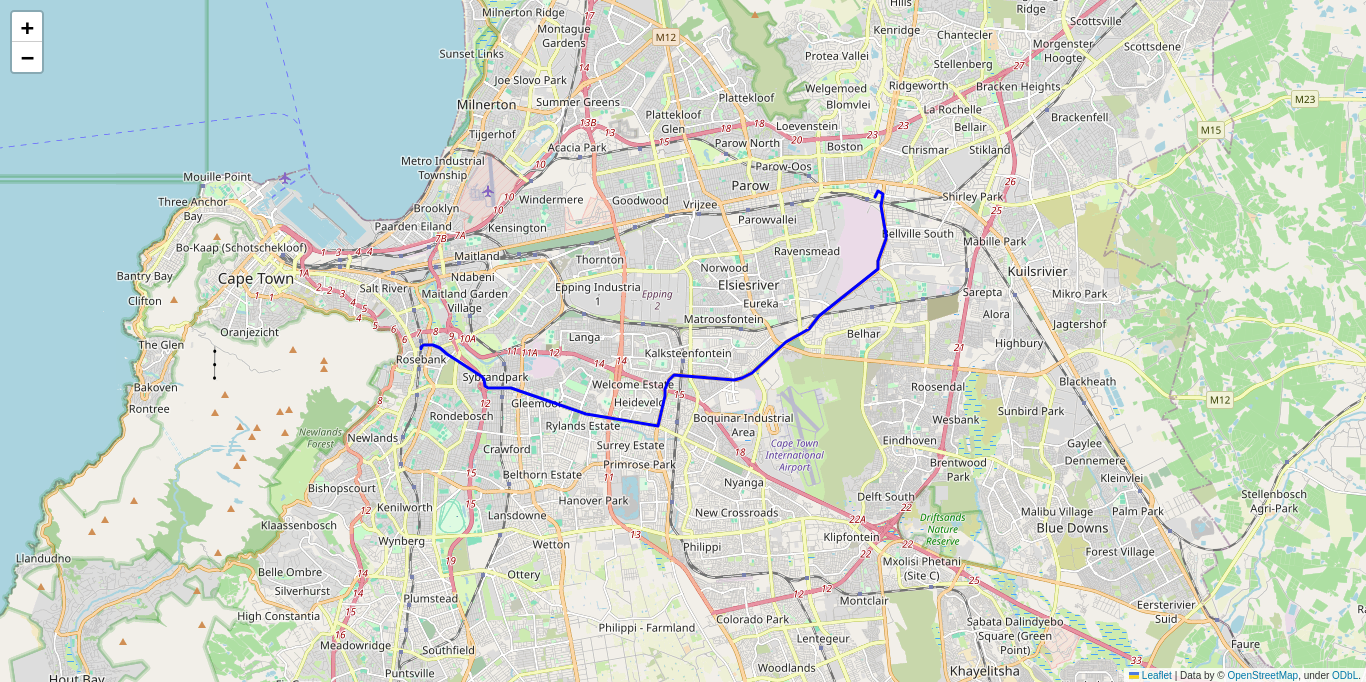 +
−
Milnerton Ridge
Montague
Gardens
Sunset Links
M12
Hills
Kenridge
Ridge
Chantecler
Scottsville
Morgenster
Hoogte
Scottsdene
Protea Vallei
Stellenberg
Joe Slovo Park
Welgemoed
Ridgeworth
Bracken Heights
M23
Milnerton
Summer Greens
Plattekloof
Blomvlei
La Rochelle
Brackenfell
M15
Tijgerhof
Plattekloof
Glen
Loevenstein
Bellair
Acacia Park
Parow North
Boston
Chrismar
Stikland
Metro Industrial
Township
Parow-Oos
Mouille Point
Parow
Three Anchor
Bay
Windermere
Goodwood
Vrijzee
Shirley Park
Brooklyn
Paarden Eiland
Kensington
Parowvallei
Bellville South
Mabille Park
Bo-Kaap (Schotschekloof)
Maitland
Thornton
Ravensmead
Bantry Bay
Cape Town
Ndabeni
Norwood
Kuilsrivier
Salt River
Epping Industria
1
Epping
2
Elsiesriver
Sarepta
Mikro Park
Clifton
Maitland Garden
Village
Eureka
Alora
Oranjezicht
Matroosfontein
Jagtershof
Langa
Belhar
Highbury
The Glen
Rosebank
Kalksteenfontein
Bakoven
Sybrandpark
Welcome Estate
Roosendal
Blackheath
Rontree
Gleemoor
Heideveld
M12
Rondebosch
Rylands Estate
Boquinar Industrial
Area
Wesbank
Sunbird Park
Newlands
Forest
Newlands
Surrey Estate
Cape Town
International
Airport
Eindhoven
Gaylee
Crawford
Primrose Park
Brentwood
Park
Dennemere
Bishopscourt
Belthorn Estate
Nyanga
Kleinvlei
Kenilworth
Hanover Park
Delft South
Stellenbosch
Agri-Park
Klaassenbosch
Lansdowne
New Crossroads
Driftsands
Nature
Reserve
Malibu Village
Palm Park
Blue Downs
Wynberg
Wetton
Philippi
Klipfontein
Forest Village
Llandudno
Belle Ombre
Ottery
Mxolisi Phetani
(Site C)
Silverhurst
Plumstead
Montclair
Eersterivier
Suid
High Constantia
Philippi - Farmland
Colorado Park
Sabata Dalindyebo
Square (Green
Point)
Meadowridge
Southfield
Lentegeur
Faure
Puntsville
Woodlands
Khayelitsha
Hout Bay
Leaflet | Data by © OpenStreetMap, under ODbL.